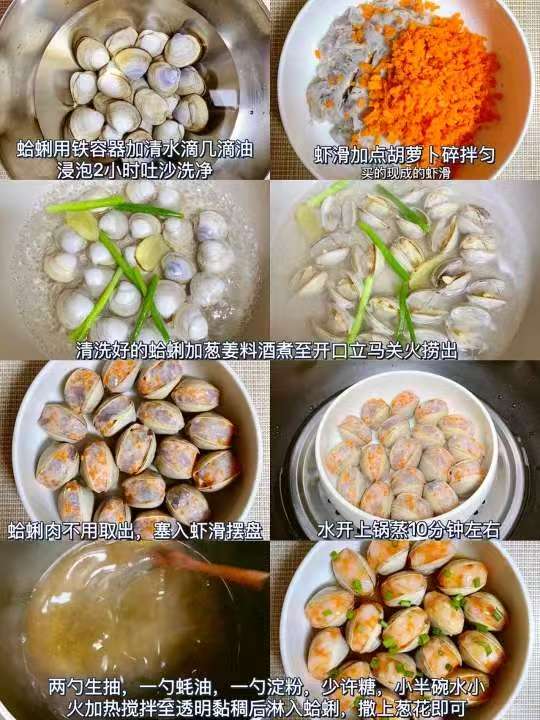 蛤蜊用铁容器加清水滴几滴油
浸泡2小时吐沙洗净
虾滑加点胡萝卜碎拌匀
买的现成的虾滑
清洗好的蛤蜊加葱姜料酒煮至开口立马关火捞出
蛤蜊肉不用取出，塞入虾滑摆盘
水开上锅蒸10分钟左右
两勺生抽，一勺蚝油，一勺淀粉，少许糖，小半碗水小
火加热搅拌至透明黏稠后淋入蛤蜊，撒上葱花即可